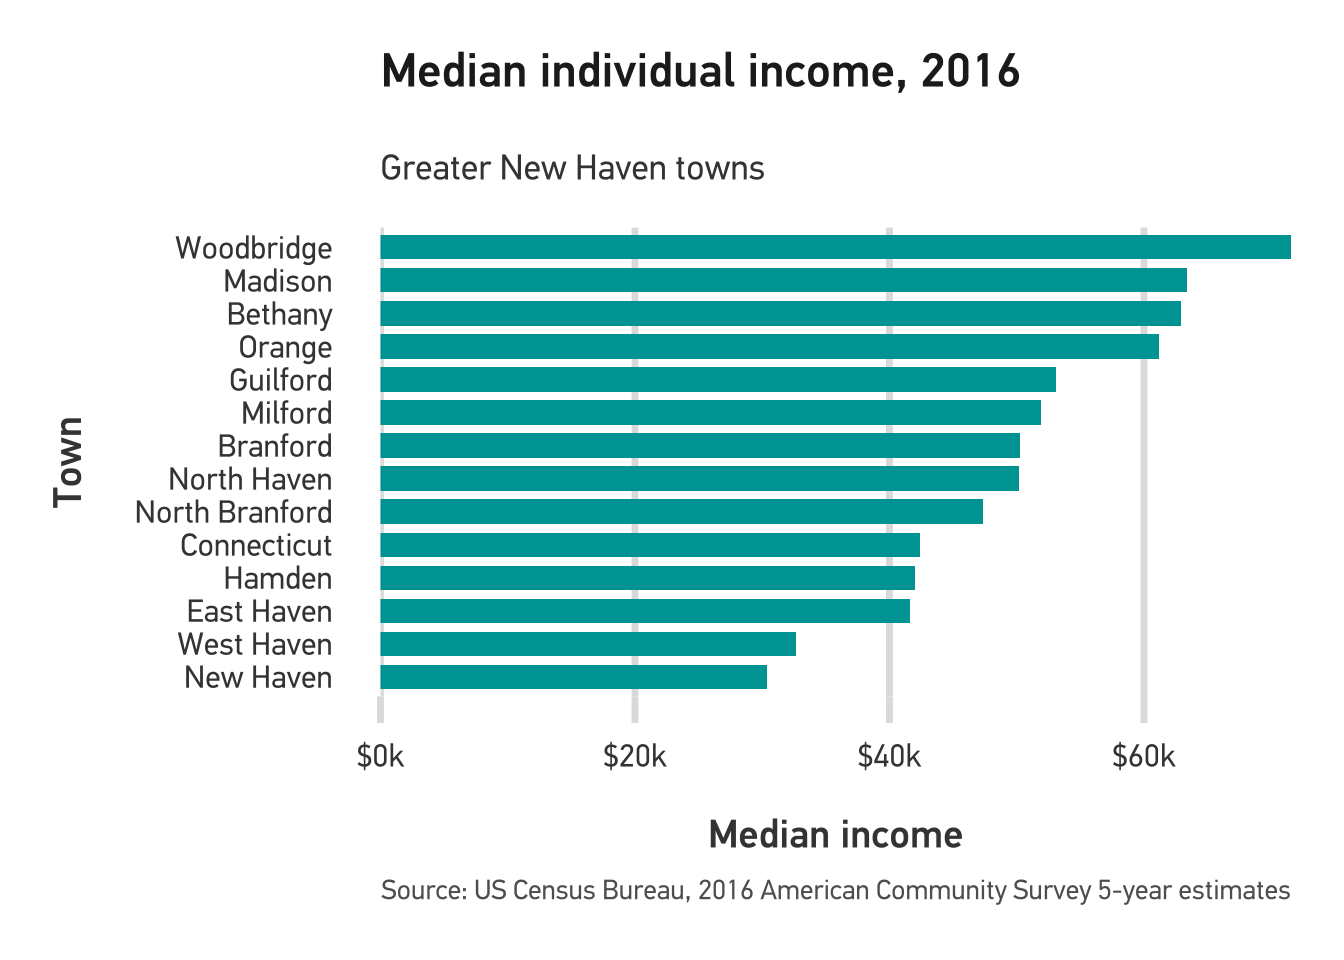 Median individual income, 2016
Greater New Haven towns
Town
Woodbridge
Madison
Bethany
Orange
Guilford
Milford
Branford
North Haven
North Branford
Connecticut
Hamden
East Haven
West Haven
New Haven
$0k $20k $40k $60k
Median income
Source: US Census Bureau, 2016 American Community Survey 5-year estimates